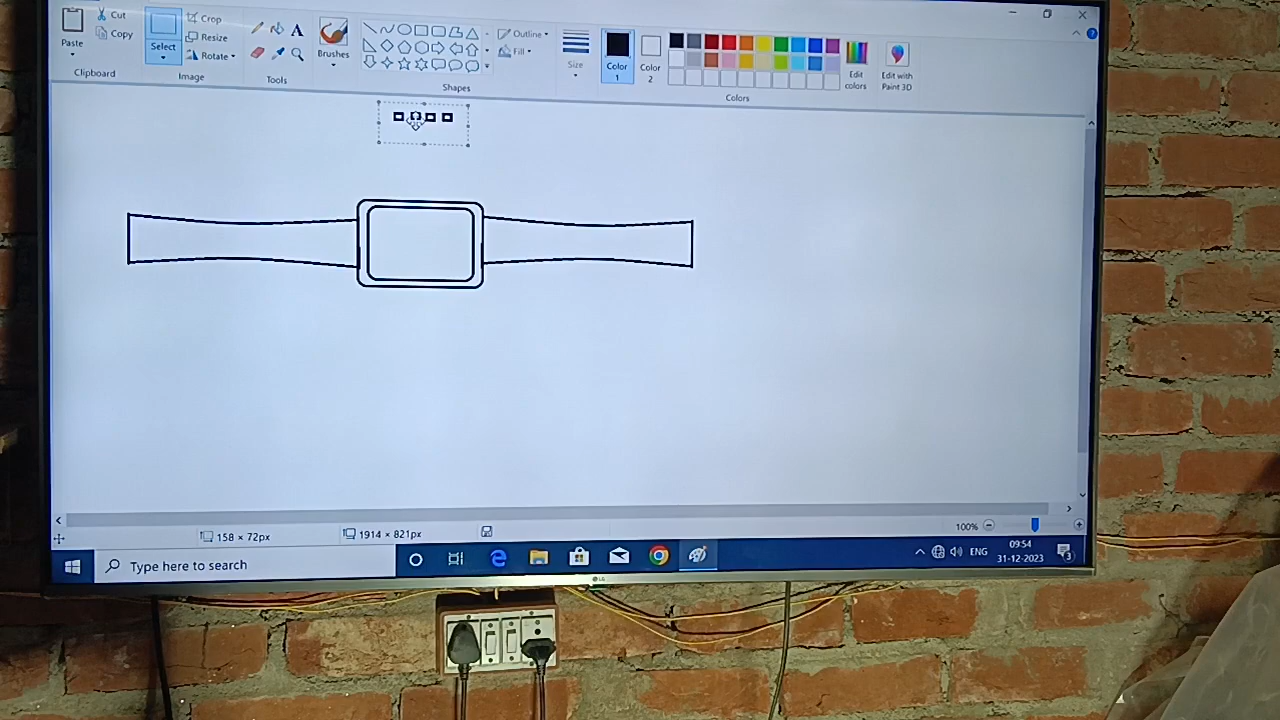 Paste
Cut
Copy
Clipboard
Select
Crop
Resize
Rotate
Image
A
Tools
Brushes
Outline
Fill
Shapes
Size
Color
1
Color
2
Colors
Edit
colors
Edit with
Paint 3D
158 × 72px
1914 × 821px
100%
Type here to search
ENG
09:54
31-12-2023
3
LG